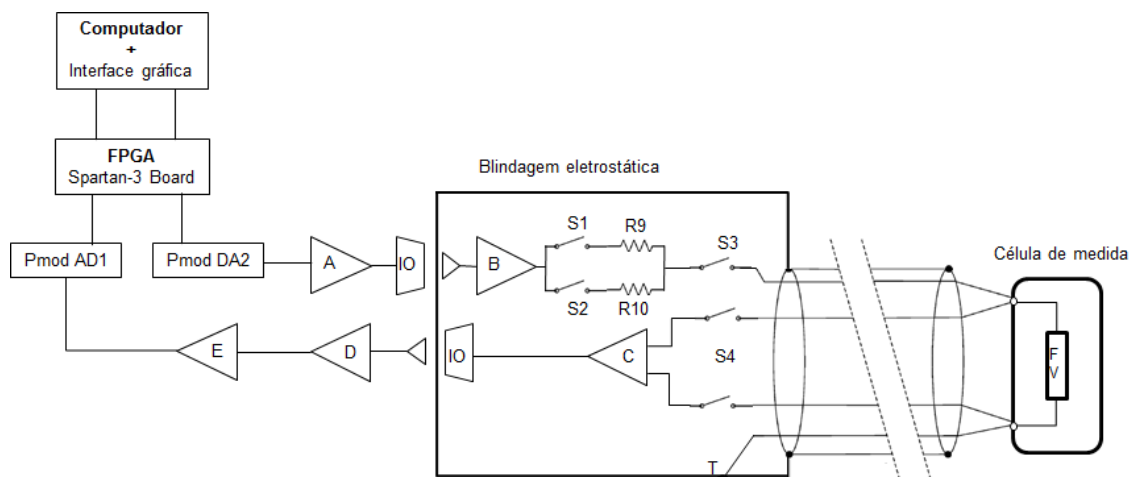 Computador
+
Interface gráfica
FPGA
Spartan-3 Board
Blindagem eletrostática
Pmod AD1
Pmod DA2
A
IO
B
S1
R9
S2
R10
S3
Célula de medida
E
D
IO
C
S4
F
V
T